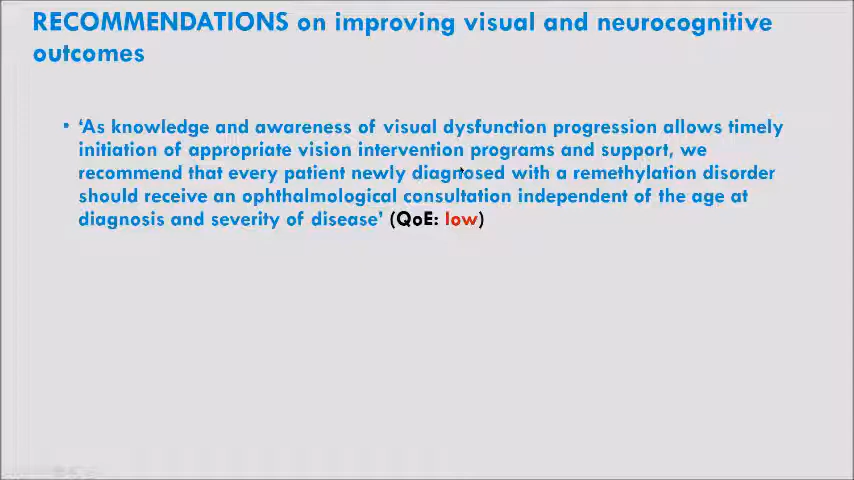 RECOMMENDATIONS on improving visual and neurocognitive
outcomes
• ‘As knowledge and awareness of visual dysfunction progression allows timely
initiation of appropriate vision intervention programs and support, we
recommend that every patient newly diagnosed with a remethylation disorder
should receive an ophthalmological consultation independent of the age at
diagnosis and severity of disease’ (QoE: low)